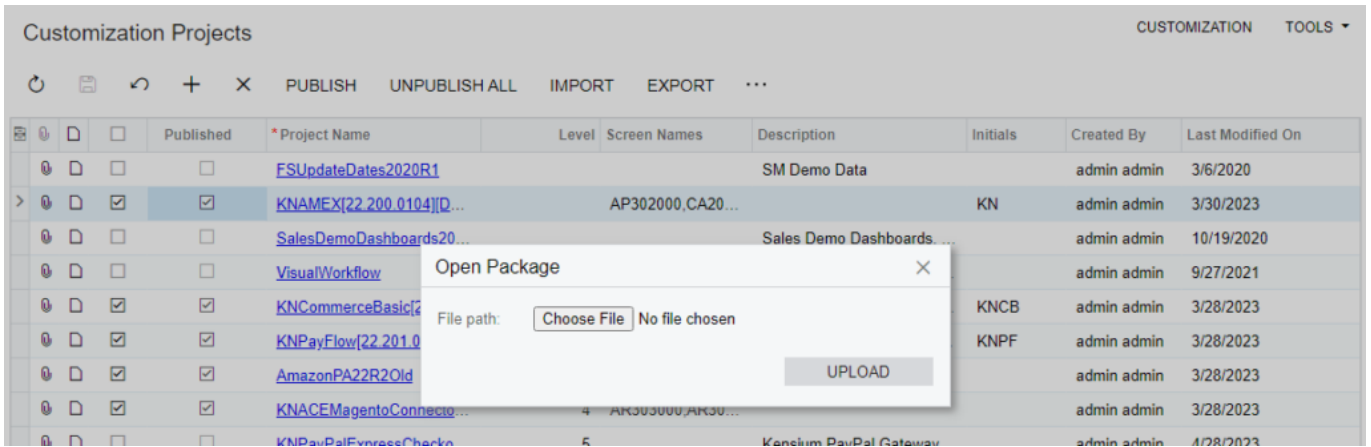 Customization Projects CUSTOMIZATION TOOLS
PUBLISH UNPUBLISH ALL IMPORT EXPORT ...
Published * Project Name Level Screen Names Description Initials Created By Last Modified On
FSUpdateDates2020R1 SM Demo Data admin admin 3/6/2020
KNAMEX[22.200.0104][D... AP302000,CA20... KN admin admin 3/30/2023
SalesDemoDashboards20... Sales Demo Dashboards, ... admin admin 10/19/2020
Open Package
VisualWorkflow admin admin 9/27/2021
KNCommerceBasic[2 KNCB admin admin 3/28/2023
File path: Choose File No file chosen
KNPayFlow[22.201.0 KNPF admin admin 3/28/2023
AmazonPA22R2Old admin admin 3/28/2023
UPLOAD
KNACEMagentoConnecto... 4 AR303000,AR30... admin admin 3/28/2023
KNPayPalExpressChecko 5 Kensium PayPal Gateway admin admin 4/28/2023